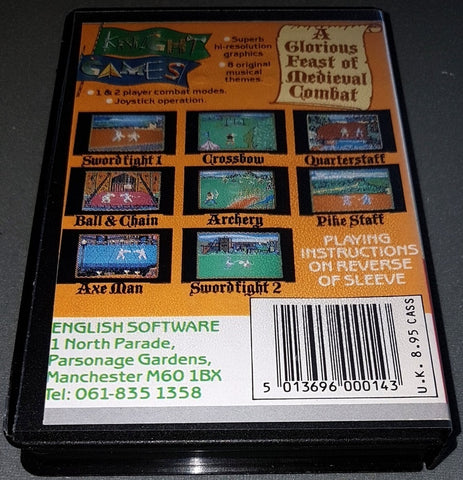 KNIGHT
GAMES
• Superb
hi-resolution
graphics
• 8 original
musical
themes.
• 1 & 2 player combat modes.
• Joystick operation.
A
Glorious
Feast of
Medieval
Combat
Swordfight 1
Crossbow
Quarterstaff
Ball & Chain
Archery
Pike Staff
Axe Man
Swordfight 2
PLAYING
INSTRUCTIONS
ON REVERSE
OF SLEEVE
ENGLISH SOFTWARE
1 North Parade,
Parsonage Gardens,
Manchester M60 1BX
Tel: 061-835 1358
5 013696 000143
U.K. 8.95 CASS